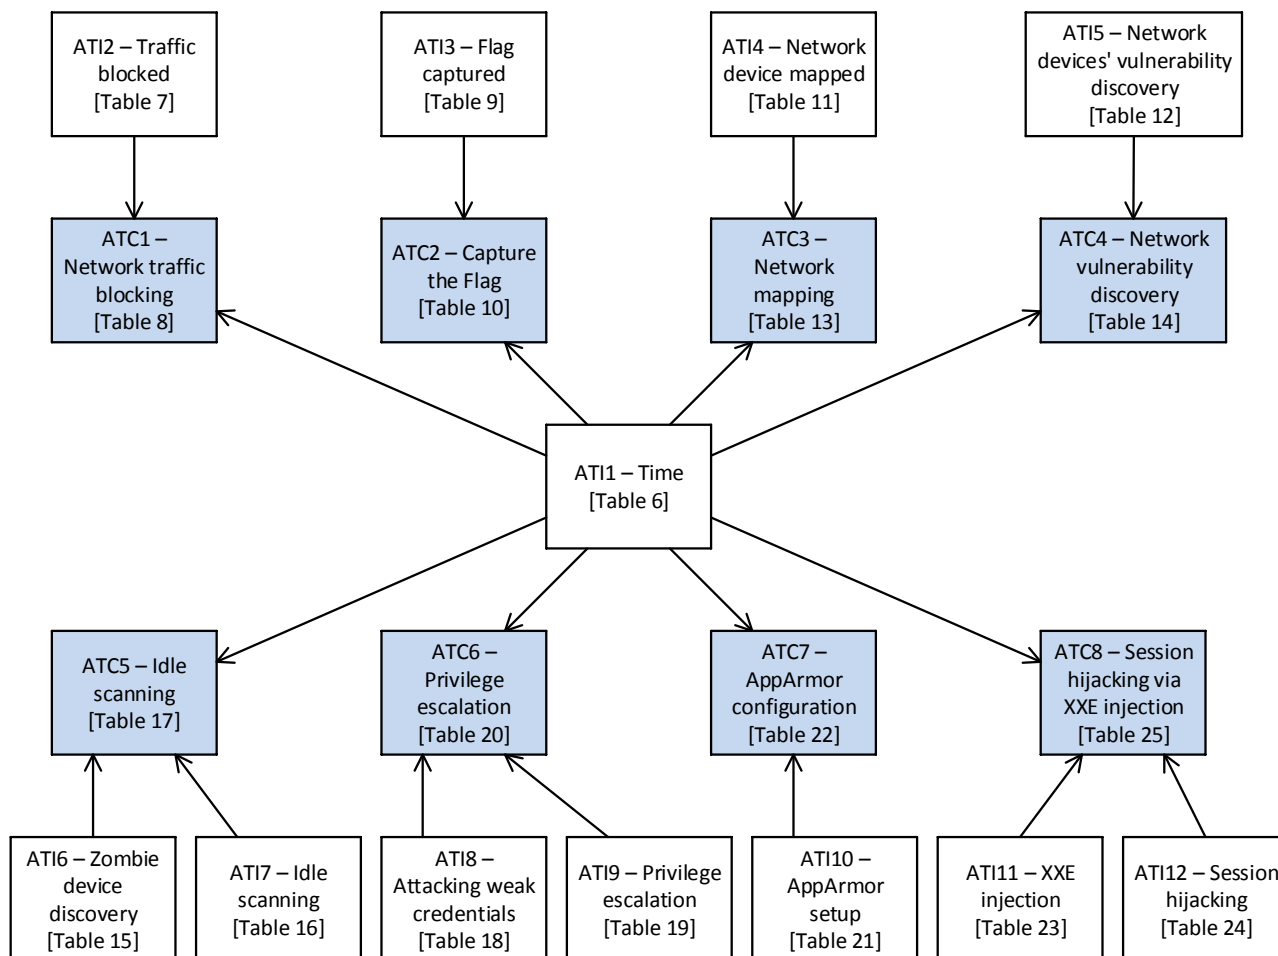 ATI2 – Traffic
blocked
[Table 7]
ATI3 – Flag
captured
[Table 9]
ATI4 – Network
device mapped
[Table 11]
ATI5 – Network
devices' vulnerability
discovery
[Table 12]
ATC1 –
Network traffic
blocking
[Table 8]
ATC2 – Capture
the Flag
[Table 10]
ATC3 –
Network
mapping
[Table 13]
ATC4 – Network
vulnerability
discovery
[Table 14]
ATI1 – Time
[Table 6]
ATC5 – Idle
scanning
[Table 17]
ATC6 –
Privilege
escalation
[Table 20]
ATC7 –
AppArmor
configuration
[Table 22]
ATC8 – Session
hijacking via
XXE injection
[Table 25]
ATI6 – Zombie
device
discovery
[Table 15]
ATI7 – Idle
scanning
[Table 16]
ATI8 –
Attacking weak
credentials
[Table 18]
ATI9 – Privilege
escalation
[Table 19]
ATI10 –
AppArmor
setup
[Table 21]
ATI11 – XXE
injection
[Table 23]
ATI12 – Session
hijacking
[Table 24]